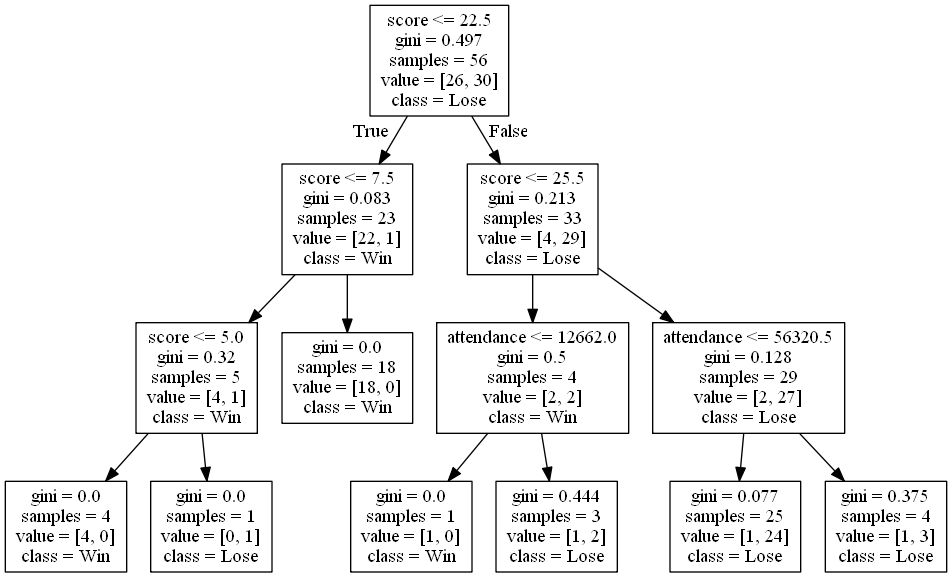 score <= 22.5
gini = 0.497
samples = 56
value = [26, 30]
class = Lose
True
False
score <= 7.5
gini = 0.083
samples = 23
value = [22, 1]
class = Win
score <= 25.5
gini = 0.213
samples = 33
value = [4, 29]
class = Lose
score <= 5.0
gini = 0.32
samples = 5
value = [4, 1]
class = Win
gini = 0.0
samples = 18
value = [18, 0]
class = Win
attendance <= 12662.0
gini = 0.5
samples = 4
value = [2, 2]
class = Win
attendance <= 56320.5
gini = 0.128
samples = 29
value = [2, 27]
class = Lose
gini = 0.0
samples = 4
value = [4, 0]
class = Win
gini = 0.0
samples = 1
value = [0, 1]
class = Lose
gini = 0.0
samples = 1
value = [1, 0]
class = Win
gini = 0.444
samples = 3
value = [1, 2]
class = Lose
gini = 0.077
samples = 25
value = [1, 24]
class = Lose
gini = 0.375
samples = 4
value = [1, 3]
class = Lose